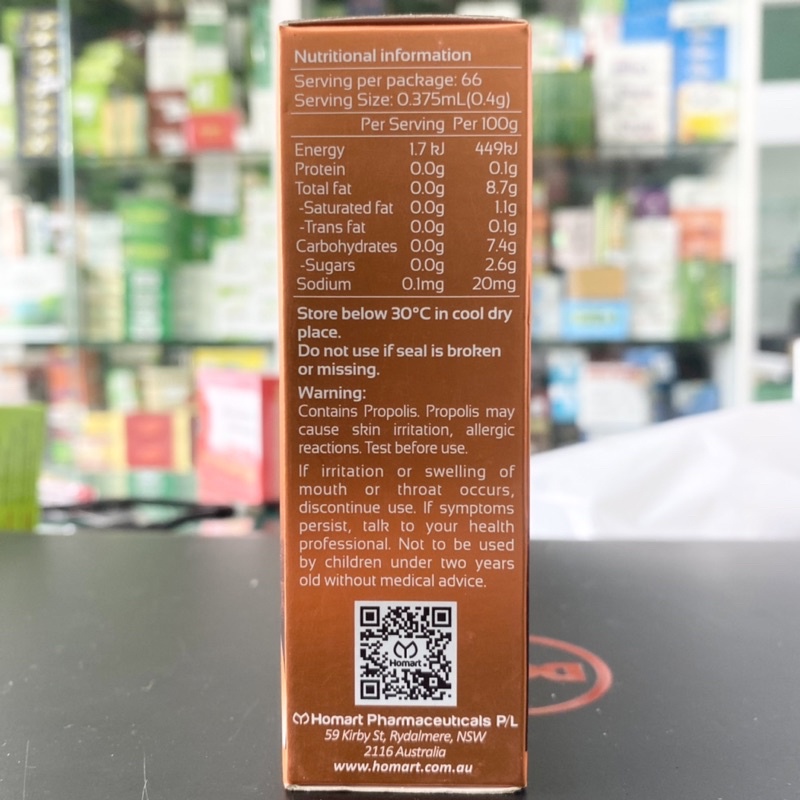 Nutritional information
Serving per package: 66
Serving Size: 0.375mL(0.4g)
Per Serving Per 100g
Energy 1.7 kJ 449kJ
Protein 0.0g 0.1g
Total fat 0.0g 8.7g
-Saturated fat 0.0g 1.1g
-Trans fat 0.0g 0.1g
Carbohydrates 0.0g 7.4g
-Sugars 0.0g 2.6g
Sodium 0.1mg 20mg
Store below 30°C in cool dry
place.
Do not use if seal is broken
or missing.
Warning:
Contains Propolis. Propolis may
cause skin irritation, allergic
reactions. Test before use.
If irritation or swelling of
mouth or throat occurs,
discontinue use. If symptoms
persist, talk to your health
professional. Not to be used
by children under two years
old without medical advice.
Homart
Homart Pharmaceuticals P/L
59 Kirby St, Rydalmere, NSW
2116 Australia
www.homart.com.au